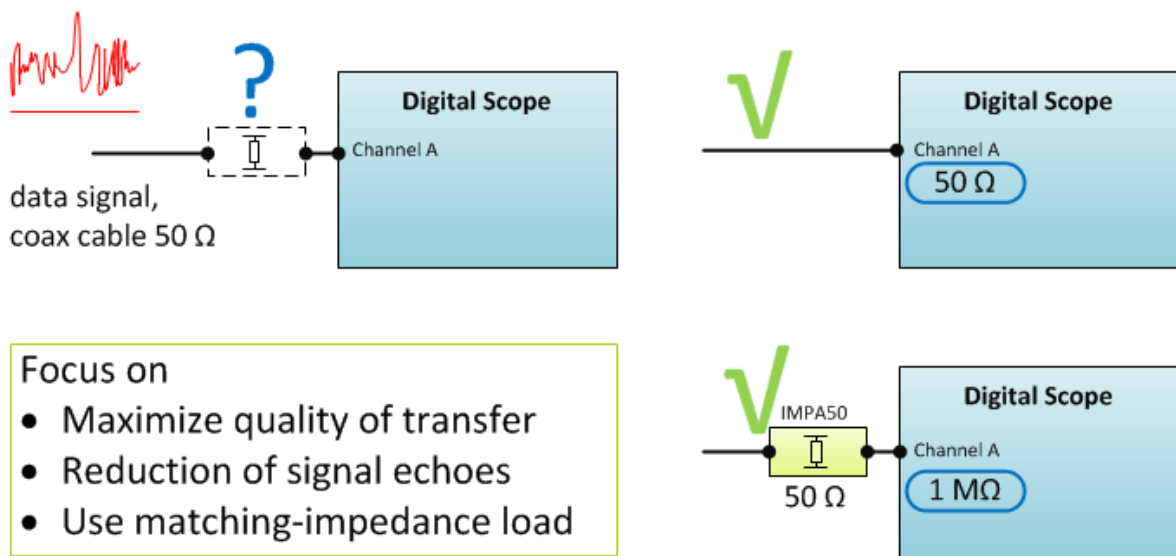 ?
Digital Scope
Channel A
data signal,
coax cable 50 Ω
√
Digital Scope
Channel A
50 Ω
Focus on
• Maximize quality of transfer
• Reduction of signal echoes
• Use matching-impedance load
√
IMPA50
50 Ω
Digital Scope
Channel A
1 MΩ